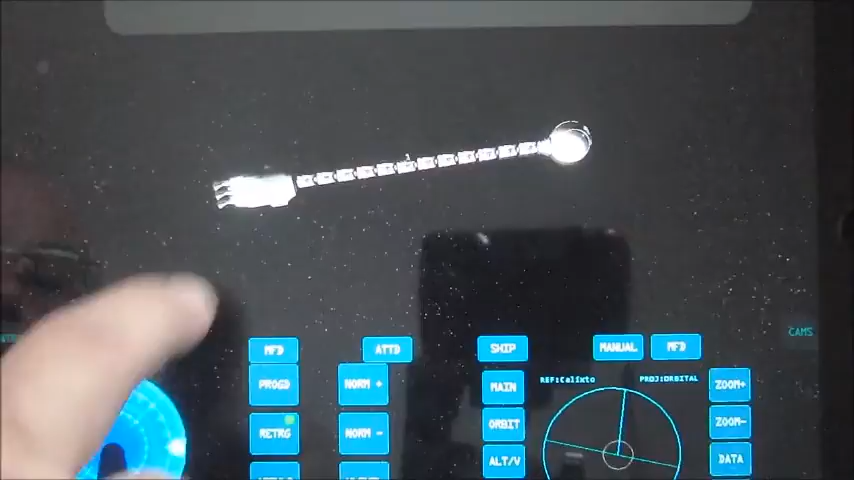 CAMS
MFD
ATTD
SHIP
MANUAL
MFD
PROGD
NORM +
MAIN
REF:Calixto
PROJ:ORBITAL
ZOOM+
RETRG
NORM -
ORBIT
ZOOM-
ALT/V
DATA